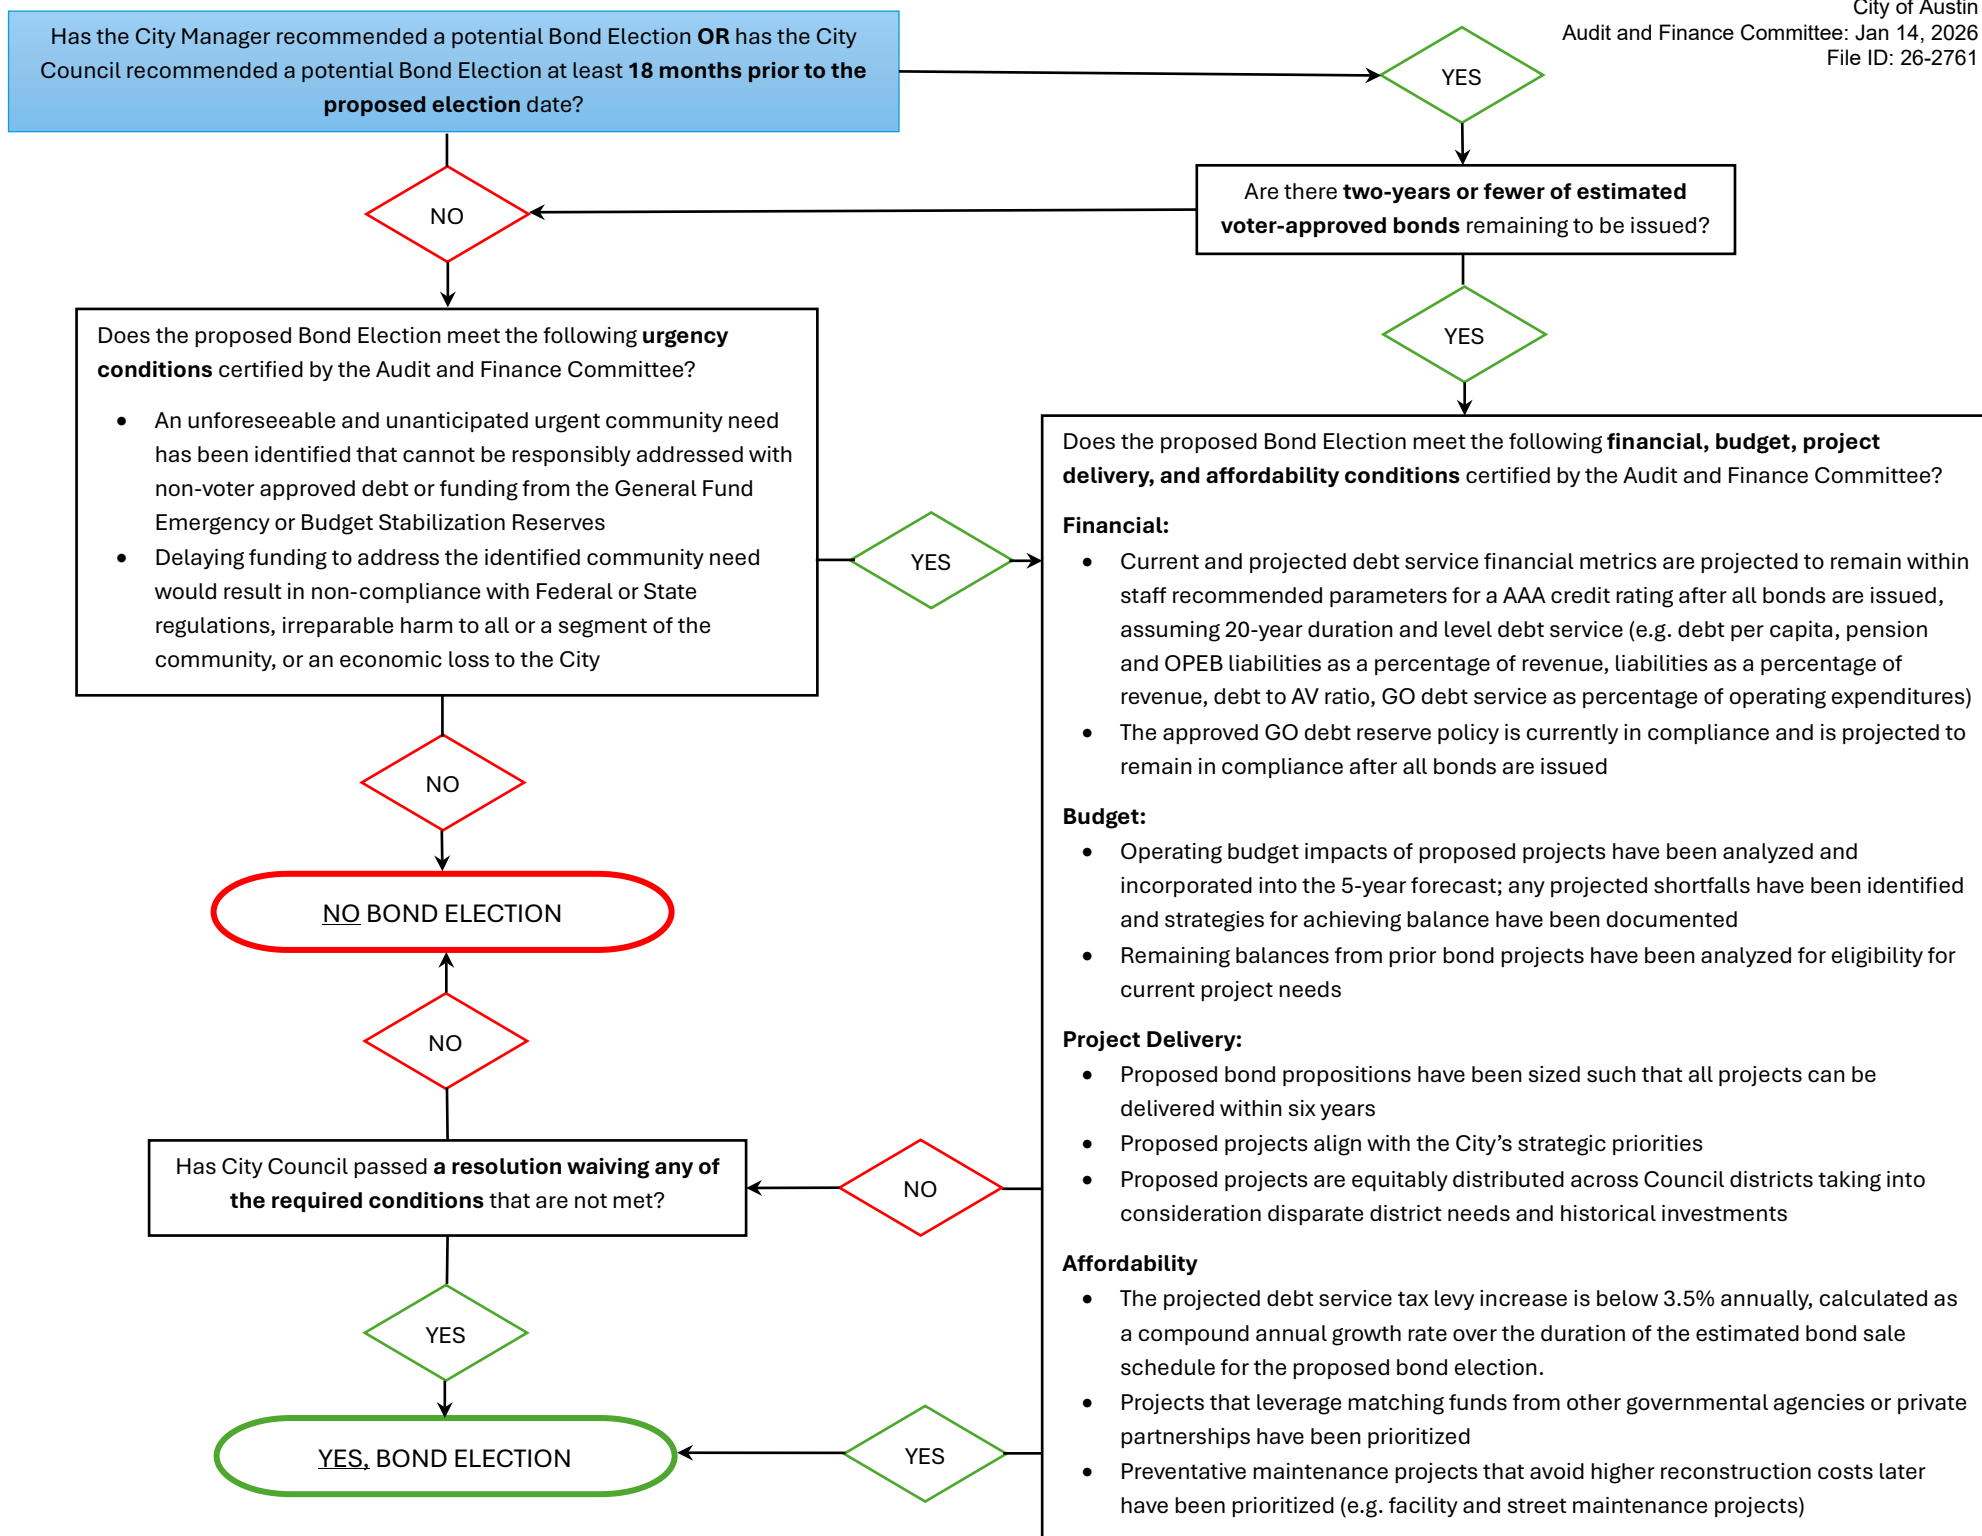 City of Austin
Audit and Finance Committee: Jan 14, 2026
File ID: 26-2761
Has the City Manager recommended a potential Bond Election OR has the City
Council recommended a potential Bond Election at least 18 months prior to the
proposed election date?
YES
NO
Are there two-years or fewer of estimated
voter-approved bonds remaining to be issued?
YES
Does the proposed Bond Election meet the following urgency
conditions certified by the Audit and Finance Committee?
• An unforeseeable and unanticipated urgent community need
has been identified that cannot be responsibly addressed with
non-voter approved debt or funding from the General Fund
Emergency or Budget Stabilization Reserves
• Delaying funding to address the identified community need
would result in non-compliance with Federal or State
regulations, irreparable harm to all or a segment of the
community, or an economic loss to the City
YES
NO
NO BOND ELECTION
NO
Has City Council passed a resolution waiving any of
the required conditions that are not met?
NO
YES
YES, BOND ELECTION
YES
Does the proposed Bond Election meet the following financial, budget, project
delivery, and affordability conditions certified by the Audit and Finance Committee?
Financial:
• Current and projected debt service financial metrics are projected to remain within
staff recommended parameters for a AAA credit rating after all bonds are issued,
assuming 20-year duration and level debt service (e.g. debt per capita, pension
and OPEB liabilities as a percentage of revenue, liabilities as a percentage of
revenue, debt to AV ratio, GO debt service as percentage of operating expenditures)
• The approved GO debt reserve policy is currently in compliance and is projected to
remain in compliance after all bonds are issued
Budget:
• Operating budget impacts of proposed projects have been analyzed and
incorporated into the 5-year forecast; any projected shortfalls have been identified
and strategies for achieving balance have been documented
• Remaining balances from prior bond projects have been analyzed for eligibility for
current project needs
Project Delivery:
• Proposed bond propositions have been sized such that all projects can be
delivered within six years
• Proposed projects align with the City’s strategic priorities
• Proposed projects are equitably distributed across Council districts taking into
consideration disparate district needs and historical investments
Affordability
• The projected debt service tax levy increase is below 3.5% annually, calculated as
a compound annual growth rate over the duration of the estimated bond sale
schedule for the proposed bond election.
• Projects that leverage matching funds from other governmental agencies or private
partnerships have been prioritized
• Preventative maintenance projects that avoid higher reconstruction costs later
have been prioritized (e.g. facility and street maintenance projects)